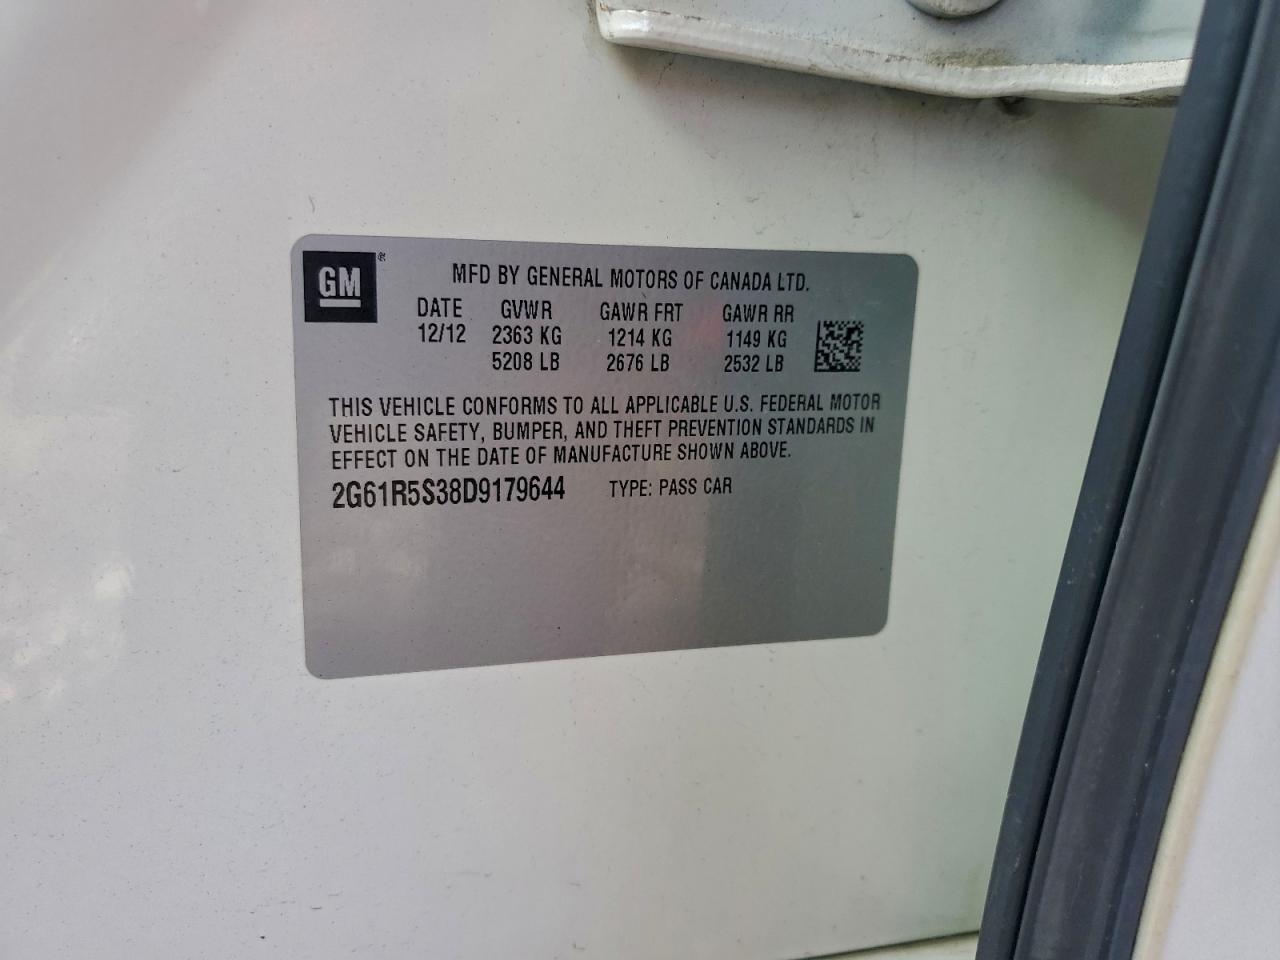 GM ®
MFD BY GENERAL MOTORS OF CANADA LTD.
DATE GVWR GAWR FRT GAWR RR
12/12 2363 KG 1214 KG 1149 KG
5208 LB 2676 LB 2532 LB
THIS VEHICLE CONFORMS TO ALL APPLICABLE U.S. FEDERAL MOTOR
VEHICLE SAFETY, BUMPER, AND THEFT PREVENTION STANDARDS IN
EFFECT ON THE DATE OF MANUFACTURE SHOWN ABOVE.
2G61R5S38D9179644 TYPE: PASS CAR